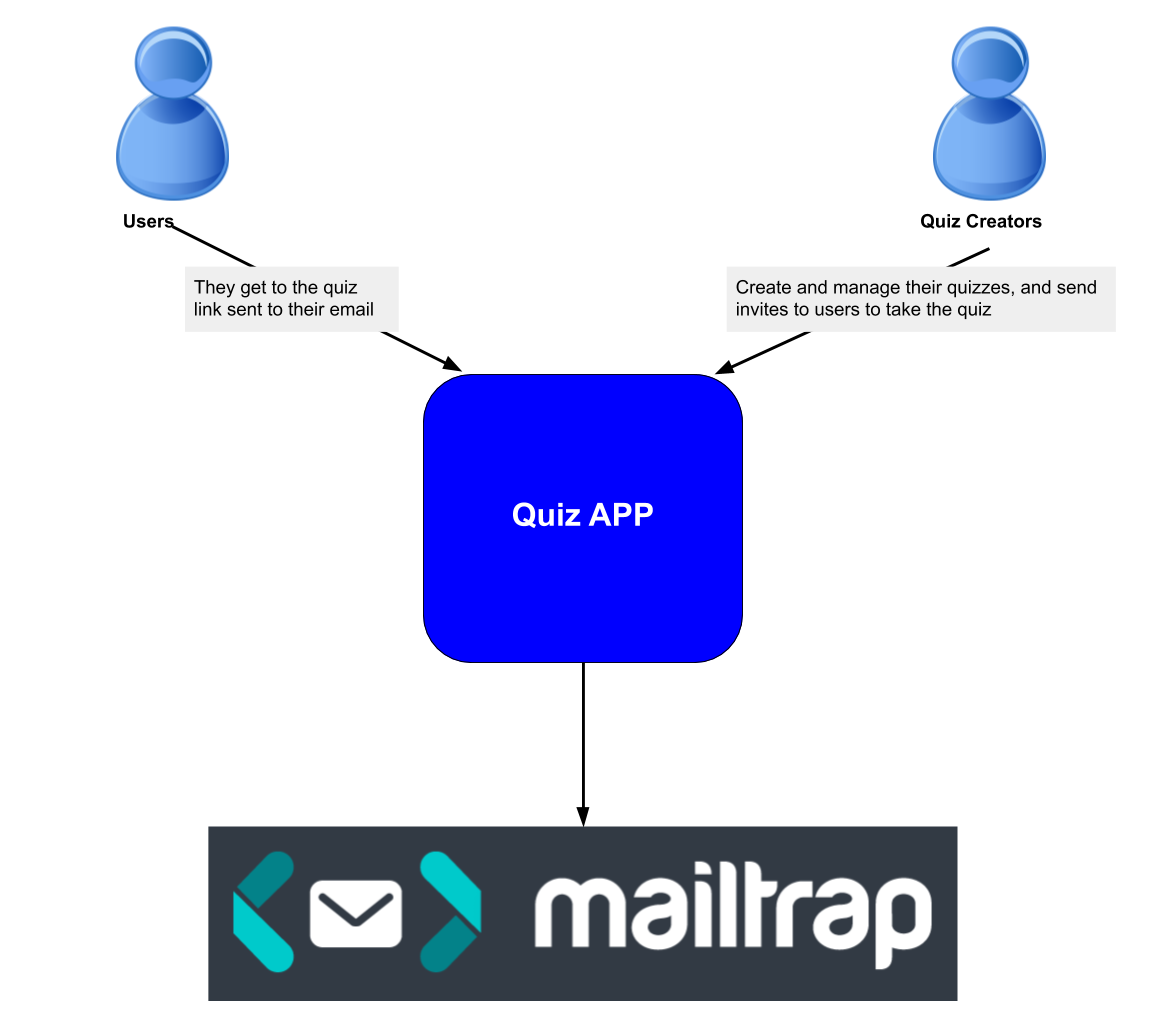 Users
Quiz Creators
They get to the quiz
link sent to their email
Create and manage their quizzes, and send
invites to users to take the quiz
Quiz APP
mailtrap